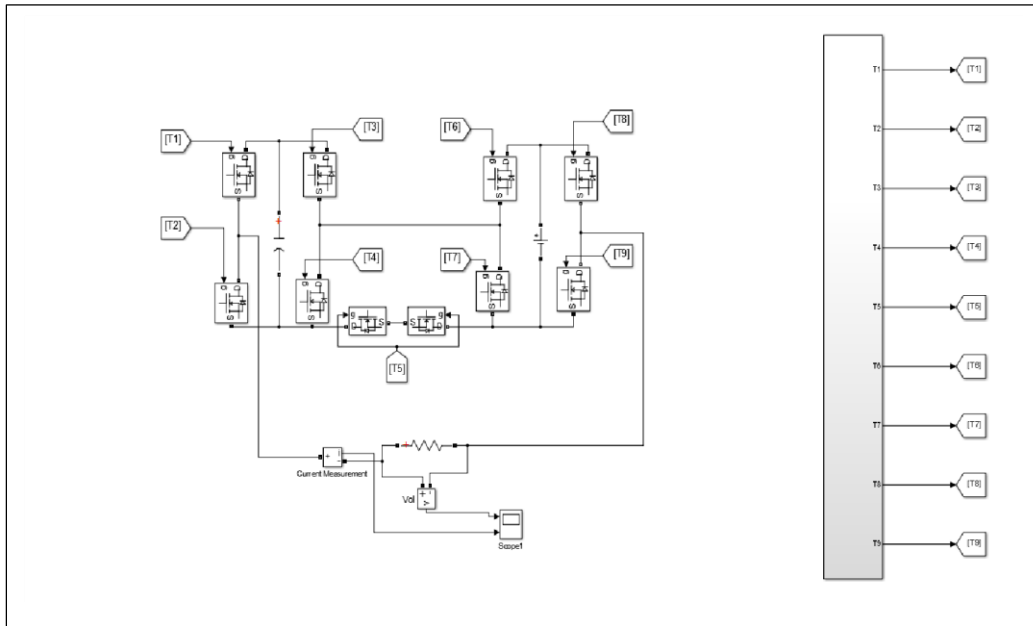 [T1]
[T3]
[T6]
[T8]
g
D
S
g
D
S
g
D
S
g
D
S
[T2]
[T4]
[T7]
[T9]
g
D
S
g
D
S
g
D
S
g
D
S
g
D
S
S
D
g
[T5]
+
+
+
Current Measurement
+
i
-
Vol
+
-
v
Scope1
T1
[T1]
T2
[T2]
T3
[T3]
T4
[T4]
T5
[T5]
T6
[T6]
T7
[T7]
T8
[T8]
T9
[T9]